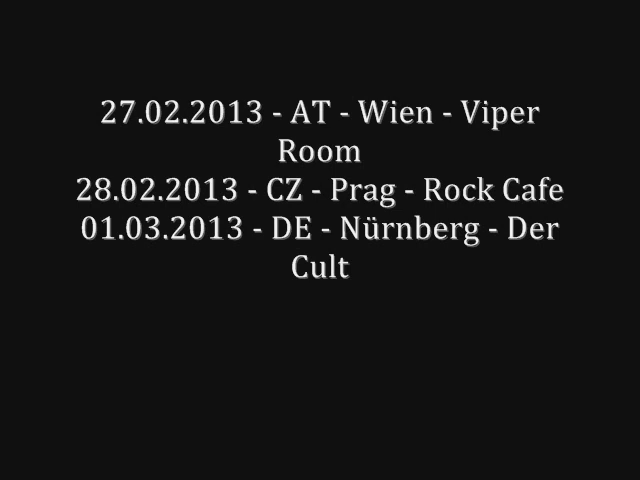 27.02.2013 - AT - Wien - Viper
Room
28.02.2013 - CZ - Prag - Rock Cafe
01.03.2013 - DE - Nürnberg - Der
Cult